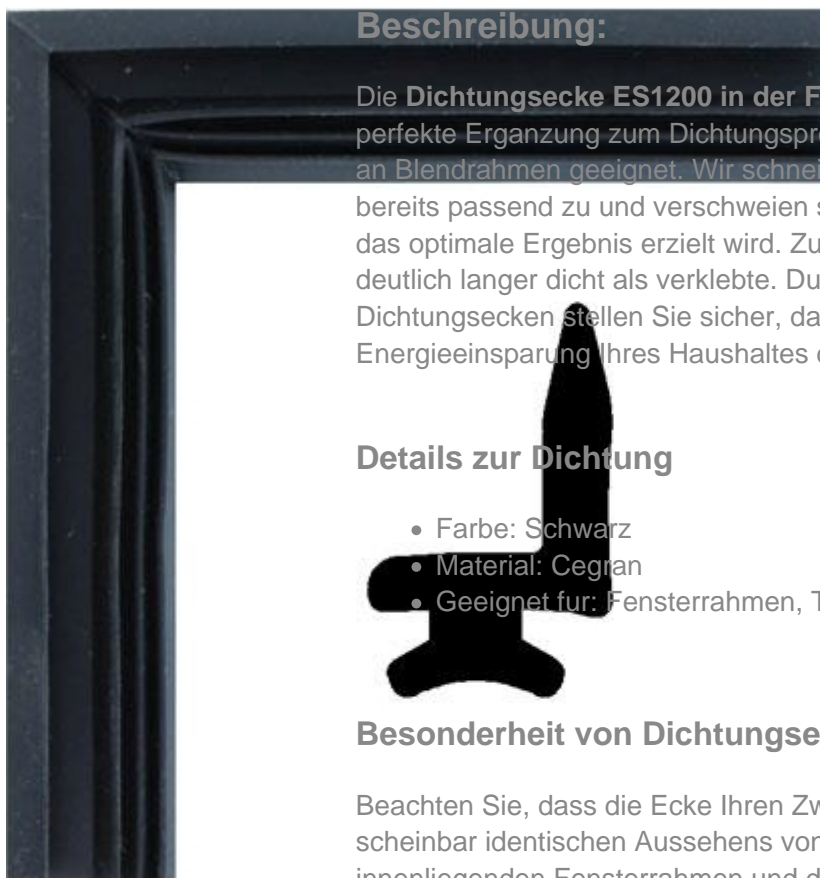 Beschreibung:
Die Dichtungsecke ES1200 in der F
perfekte Erganzung zum Dichtungspr
an Blendrahmen geeignet. Wir schnei
bereits passend zu und verschweien s
das optimale Ergebnis erzielt wird. Zu
deutlich langer dicht als verklebte. Du
Dichtungsecken stellen Sie sicher, da
Energieeinsparung Ihres Haushaltes
Details zur Dichtung
• Farbe: Schwarz
• Material: Cegran
• Geeignet fur: Fensterrahmen, T
Besonderheit von Dichtungse
Beachten Sie, dass die Ecke Ihren Zw
scheinbar identischen Aussehens von
innenliegenden Fensterrahmen und d